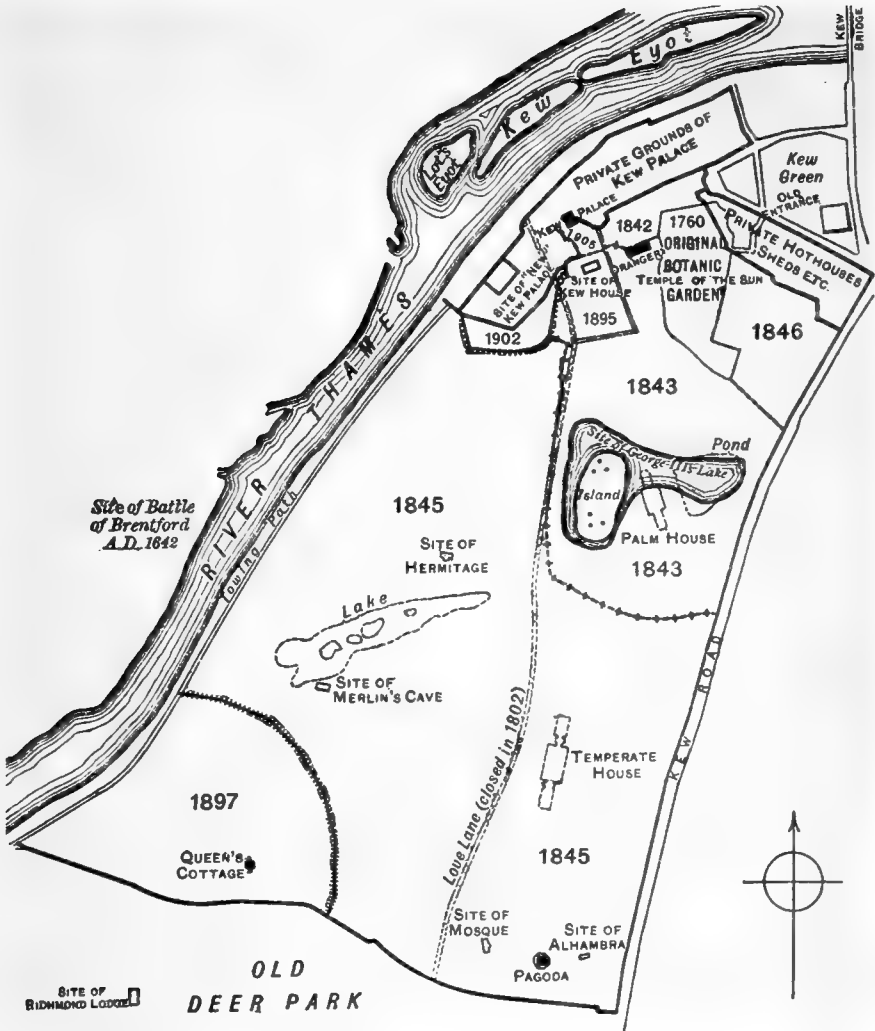 KEW
BRIDGE
Kew Eyot
Lot's
Eyot
PRIVATE GROUNDS OF
KEW PALACE
Kew
Green
OLD
ENTRANCE
KEW PALACE
1905
1842
1760
ORIGINAL
BOTANIC
GARDEN
ORANGERY
TEMPLE OF THE SUN
PRIVATE HOTHOUSES
SHEDS ETC.
SITE OF "NEW"
KEW PALACE
SITE OF
KEW HOUSE
1895
1902
1846
1843
RIVER THAMES
Towing Path
Site of George III's Lake
Pond
Island
PALM HOUSE
1843
Site of Battle
of Brentford
A.D. 1642
1845
SITE OF
HERMITAGE
Lake
SITE OF
MERLIN'S CAVE
Love Lane (closed in 1802)
KEW ROAD
TEMPERATE
HOUSE
1897
QUEEN'S
COTTAGE
1845
SITE OF
MOSQUE
SITE OF
ALHAMBRA
PAGODA
OLD
DEER PARK
SITE OF
RIDHMOND LODGE